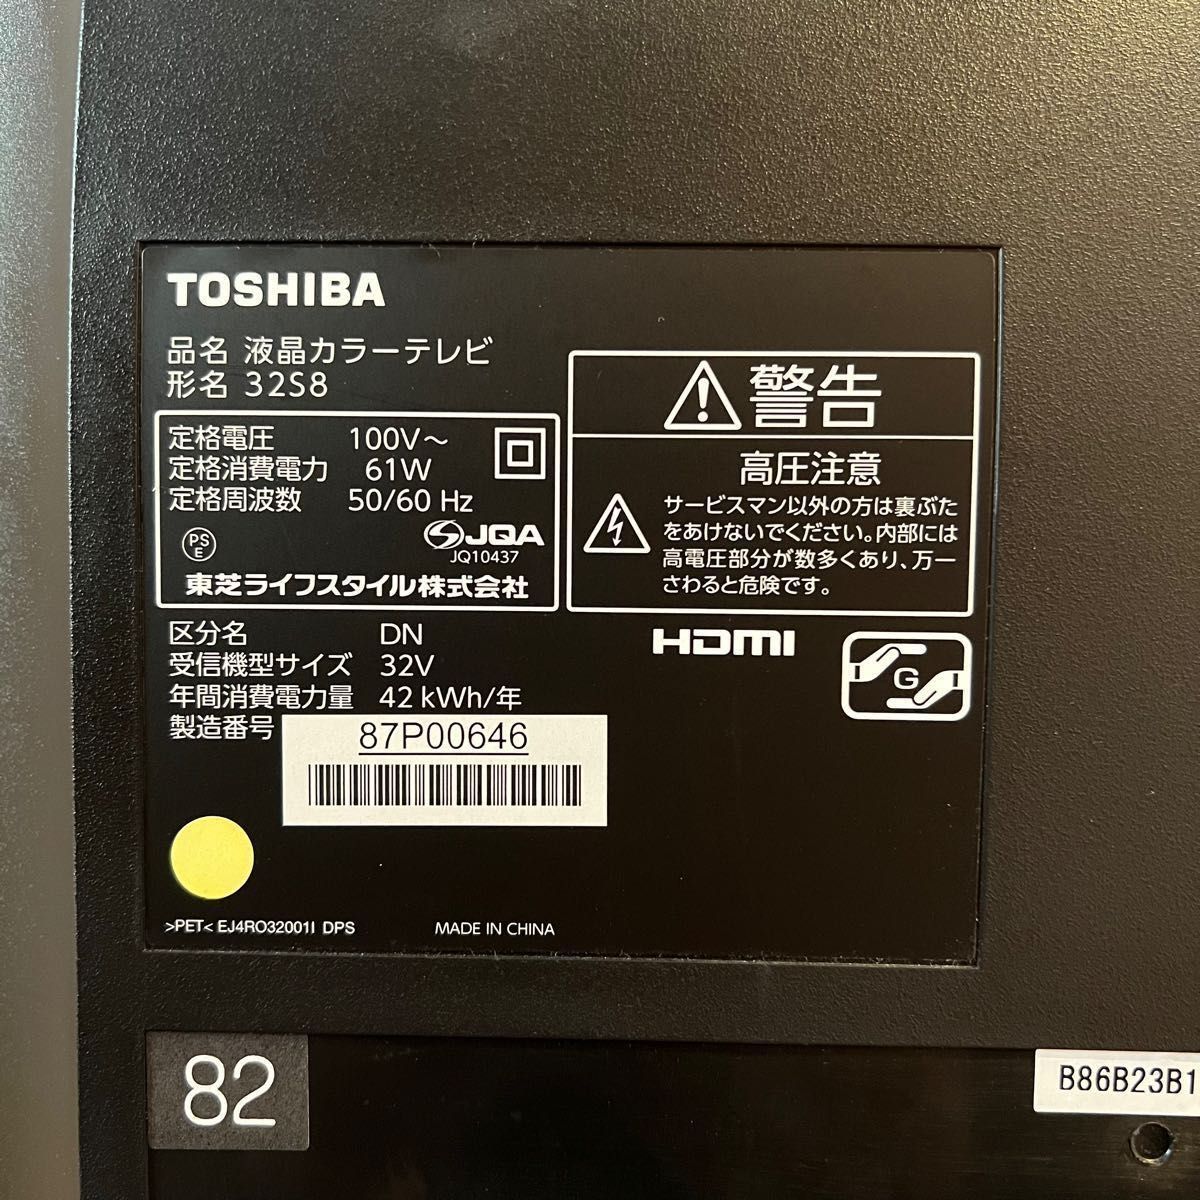 TOSHIBA
品名 液晶カラーテレビ
形名 32S8
定格電圧 100V～
定格消費電力 61W
定格周波数 50/60 Hz
PS
E
JQA
JQ10437
東芝ライフスタイル株式会社
警告
高圧注意
サービスマン以外の方は裏ぶた
をあけないでください。内部には
高電圧部分が数多くあり、万一
さわると危険です。
区分名 DN
受信機型サイズ 32V
年間消費電力量 42 kWh/年
製造番号 87P00646
HDMI
G
>PET< EJ4RO32001I DPS
MADE IN CHINA
82
B86B23B1